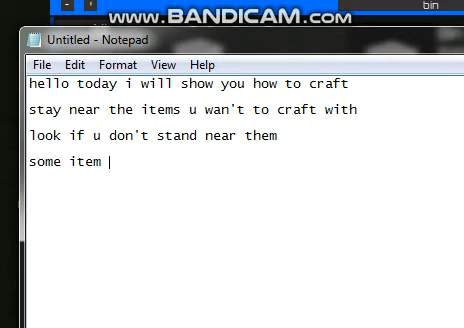 bin
www.BANDICAM.com
Untitled - Notepad
File Edit Format View Help
hello today i will show you how to craft
stay near the items u wan't to craft with
look if u don't stand near them
some item